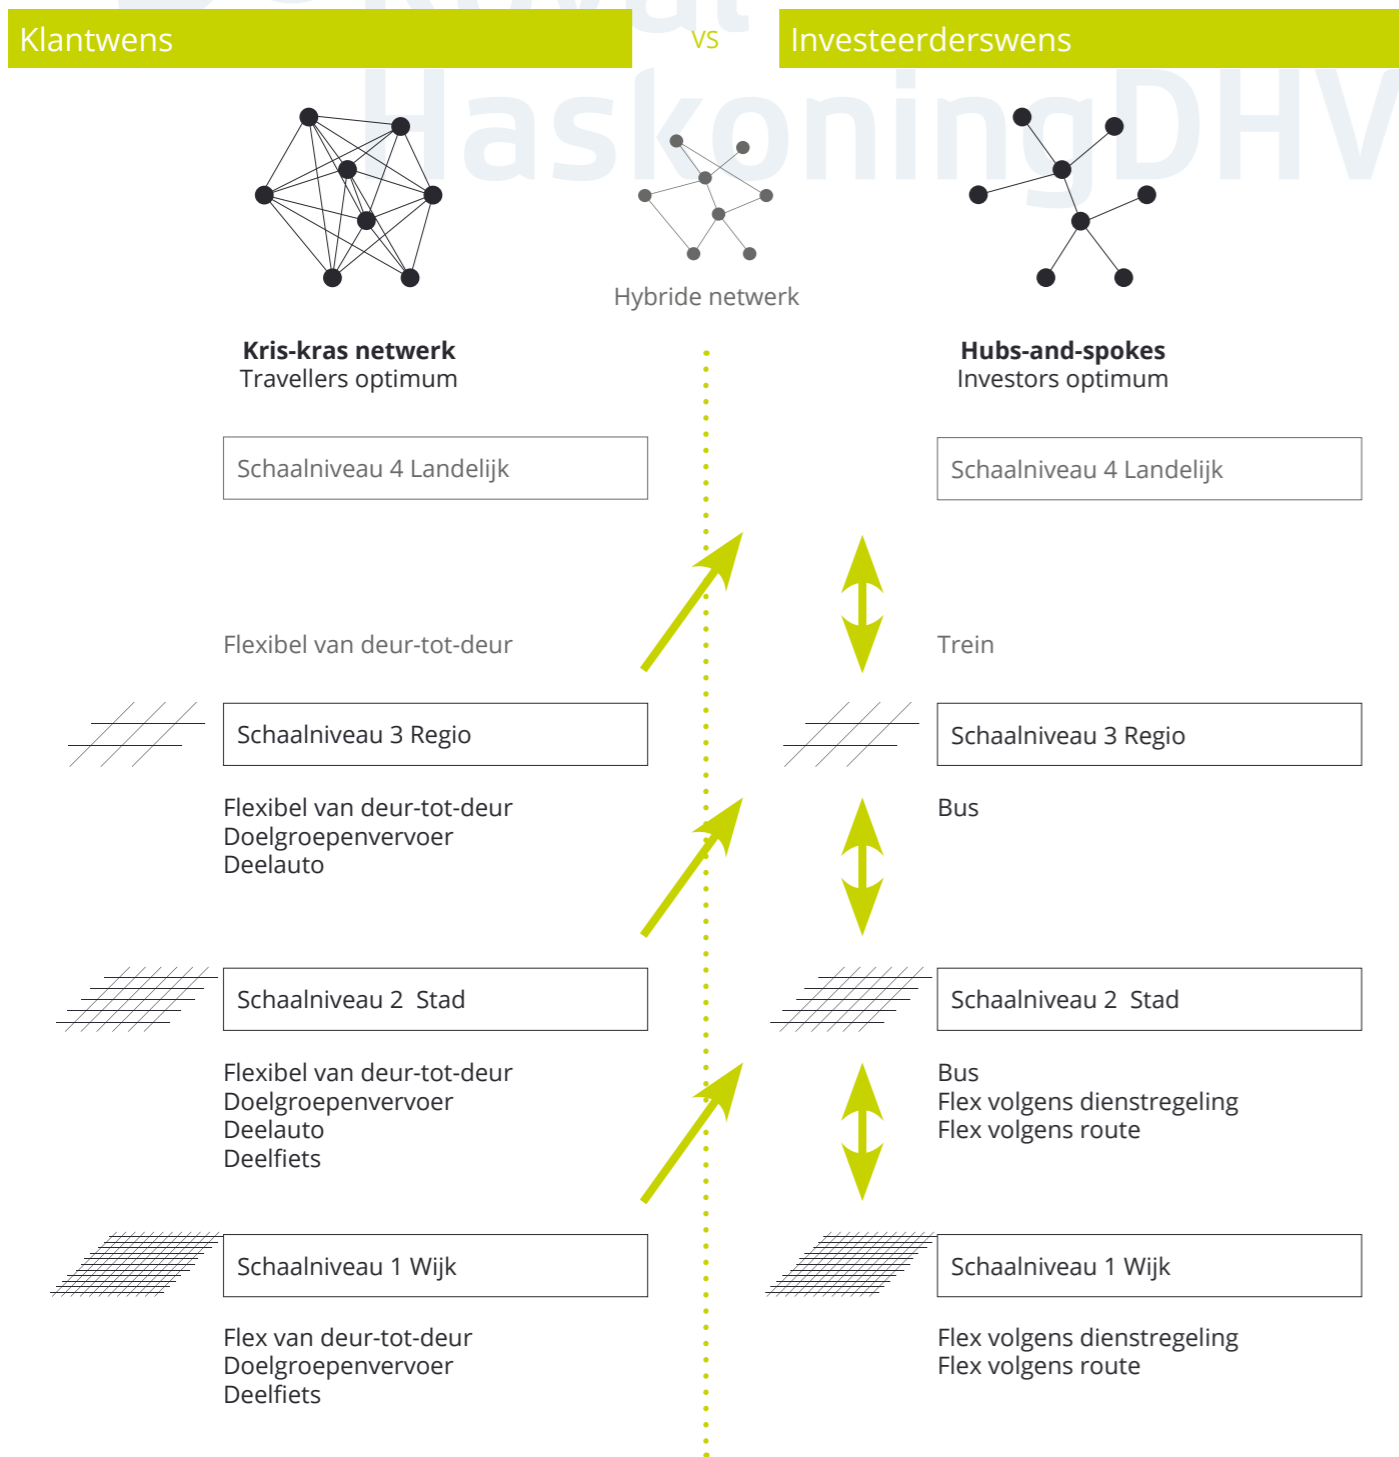 Royal
HaskoningDHV
Klantwens
vs
Investeerderswens
Hybride netwerk
Kris-kras netwerk
Travellers optimum
Hubs-and-spokes
Investors optimum
Schaalniveau 4 Landelijk
Schaalniveau 4 Landelijk
Flexibel van deur-tot-deur
Trein
Schaalniveau 3 Regio
Schaalniveau 3 Regio
Flexibel van deur-tot-deur
Doelgroepenvervoer
Deelauto
Bus
Schaalniveau 2  Stad
Schaalniveau 2  Stad
Flexibel van deur-tot-deur
Doelgroepenvervoer
Deelauto
Deelfiets
Bus
Flex volgens dienstregeling
Flex volgens route
Schaalniveau 1 Wijk
Schaalniveau 1 Wijk
Flex van deur-tot-deur
Doelgroepenvervoer
Deelfiets
Flex volgens dienstregeling
Flex volgens route